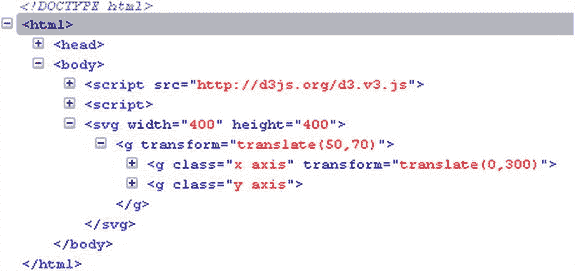 <!DOCTYPE html>
<html>
<head>
<body>
<script src="http://d3js.org/d3.v3.js">
<script>
<svg width="400" height="400">
<g transform="translate(50,70)">
<g class="x axis" transform="translate(0,300)">
<g class="y axis">
</g>
</svg>
</body>
</html>